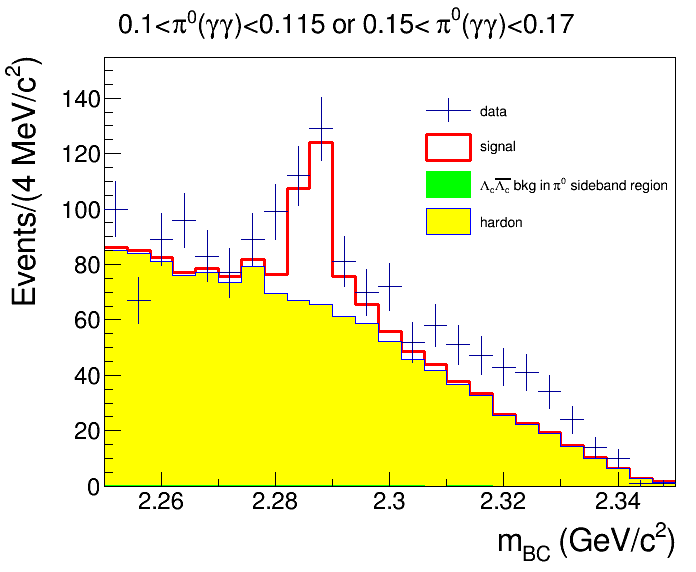 0.1<π⁰(γγ)<0.115 or 0.15< π⁰(γγ)<0.17
Events/(4 MeV/c²)
140
120
100
80
60
40
20
0
data
signal
Λ_c Λ̅_c bkg in π⁰ sideband region
hardon
2.26 2.28 2.3 2.32 2.34
m_BC (GeV/c²)